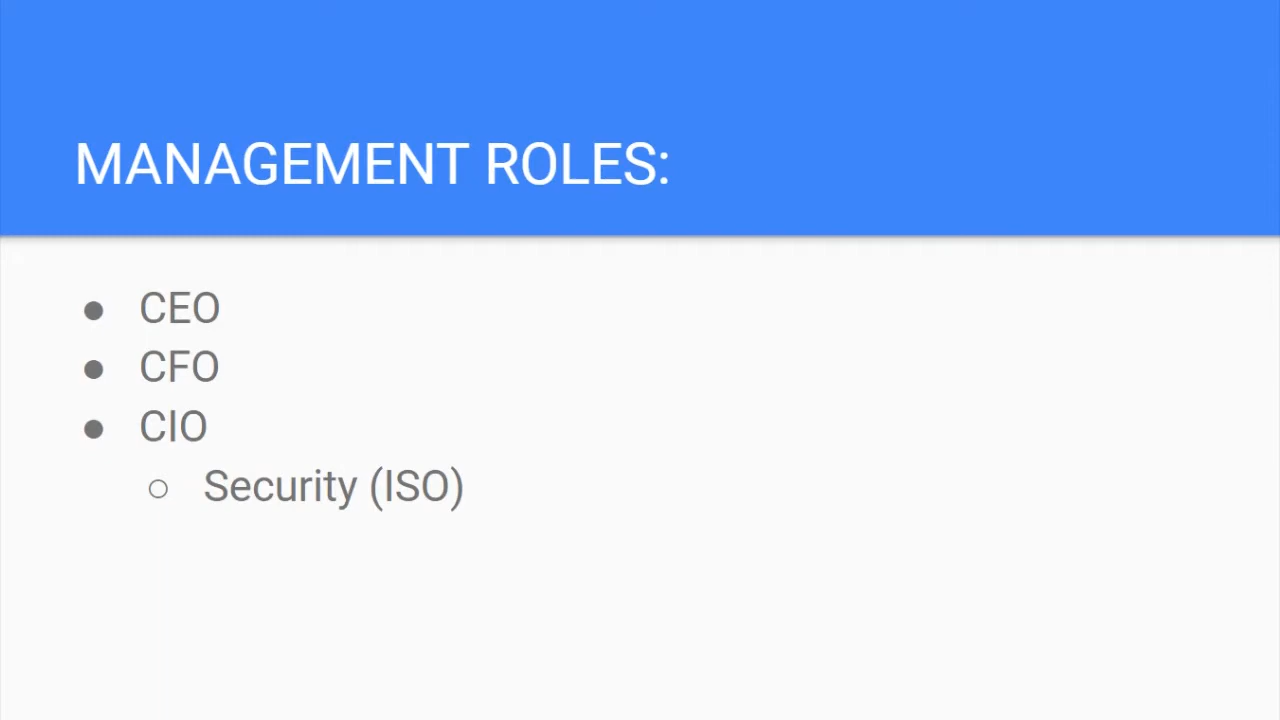 MANAGEMENT ROLES:
● CEO
● CFO
● CIO
○ Security (ISO)